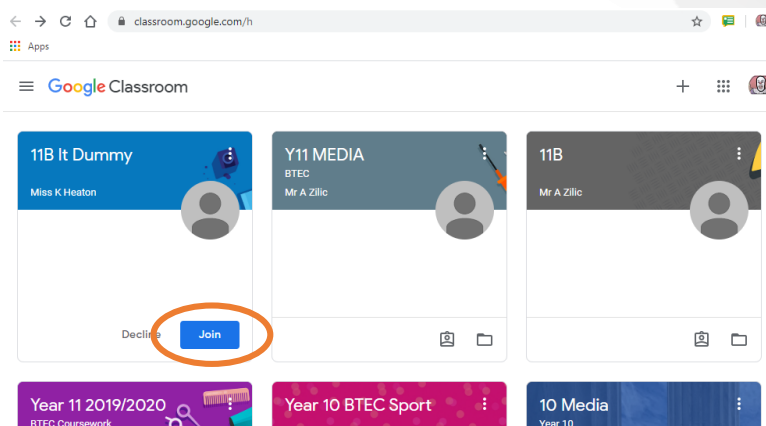 classroom.google.com/h
Apps
Google Classroom
11B It Dummy
Miss K Heaton
Y11 MEDIA
BTEC
Mr A Zilic
11B
Mr A Zilic
Decline
Join
Year 11 2019/2020
BTEC Coursework
Year 10 BTEC Sport
10 Media
Year 10